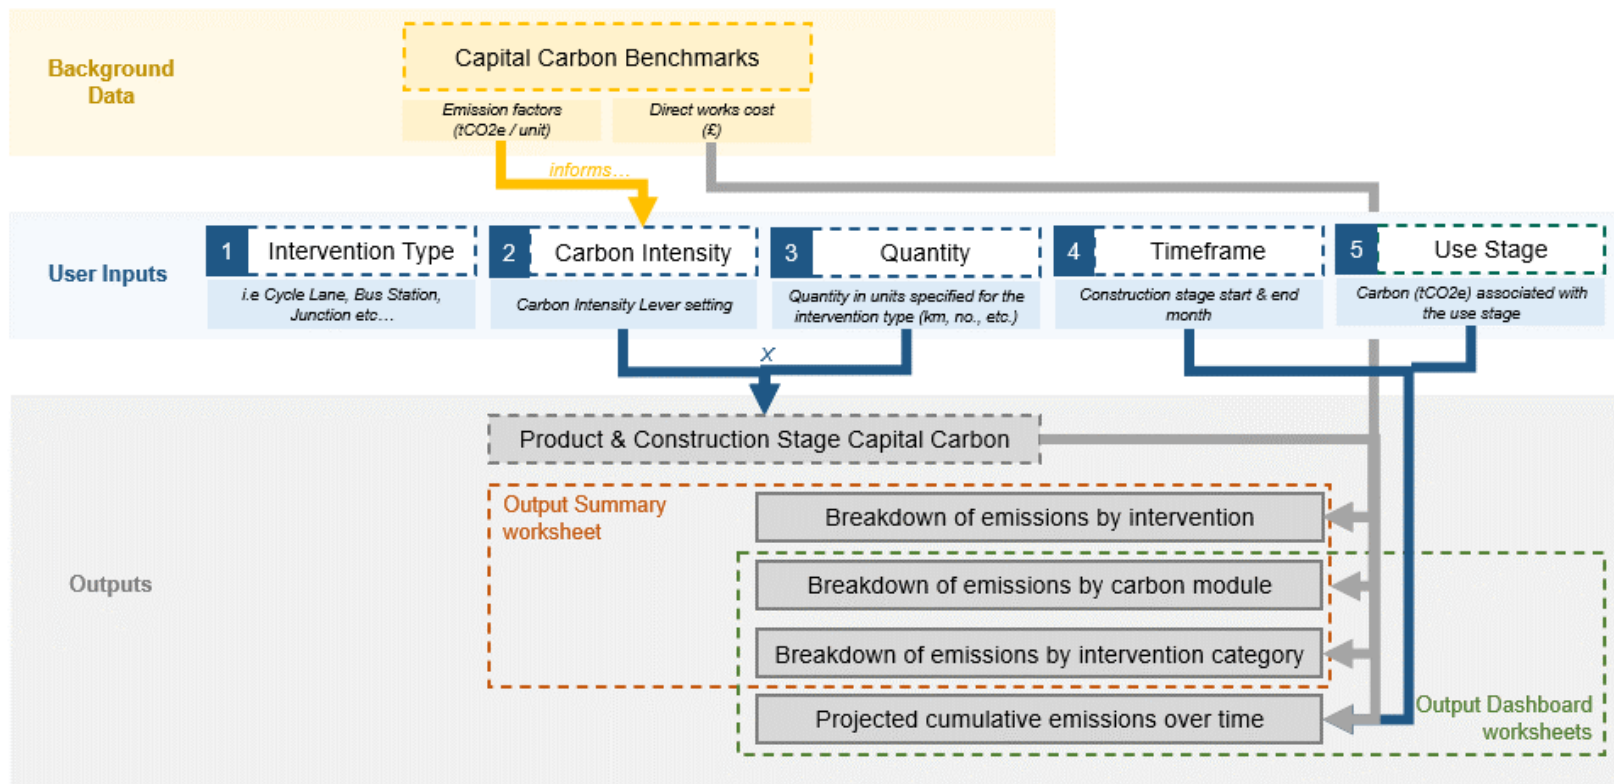 Capital Carbon Benchmarks
Background
Data
Emission factors
(tCO2e / unit)
Direct works cost
(£)
informs...
User Inputs
1
Intervention Type
i.e Cycle Lane, Bus Station,
Junction etc...
2
Carbon Intensity
Carbon Intensity Lever setting
3
Quantity
Quantity in units specified for the
intervention type (km, no., etc.)
4
Timeframe
Construction stage start & end
month
5
Use Stage
Carbon (tCO2e) associated with
the use stage
X
Outputs
Product & Construction Stage Capital Carbon
Output Summary
worksheet
Breakdown of emissions by intervention
Breakdown of emissions by carbon module
Breakdown of emissions by intervention category
Projected cumulative emissions over time
Output Dashboard
worksheets